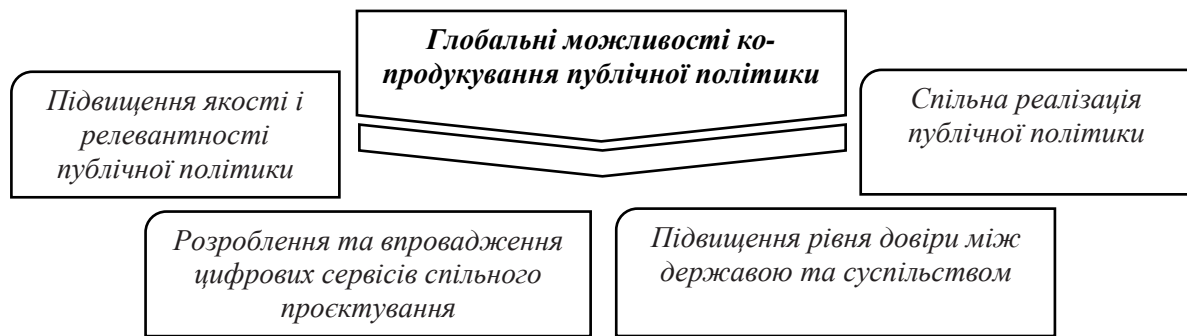 Глобальні можливості ко-
продукування публічної політики
Підвищення якості і
релевантності
публічної політики
Спільна реалізація
публічної політики
Розроблення та впровадження
цифрових сервісів спільного
проєктування
Підвищення рівня довіри між
державою та суспільством